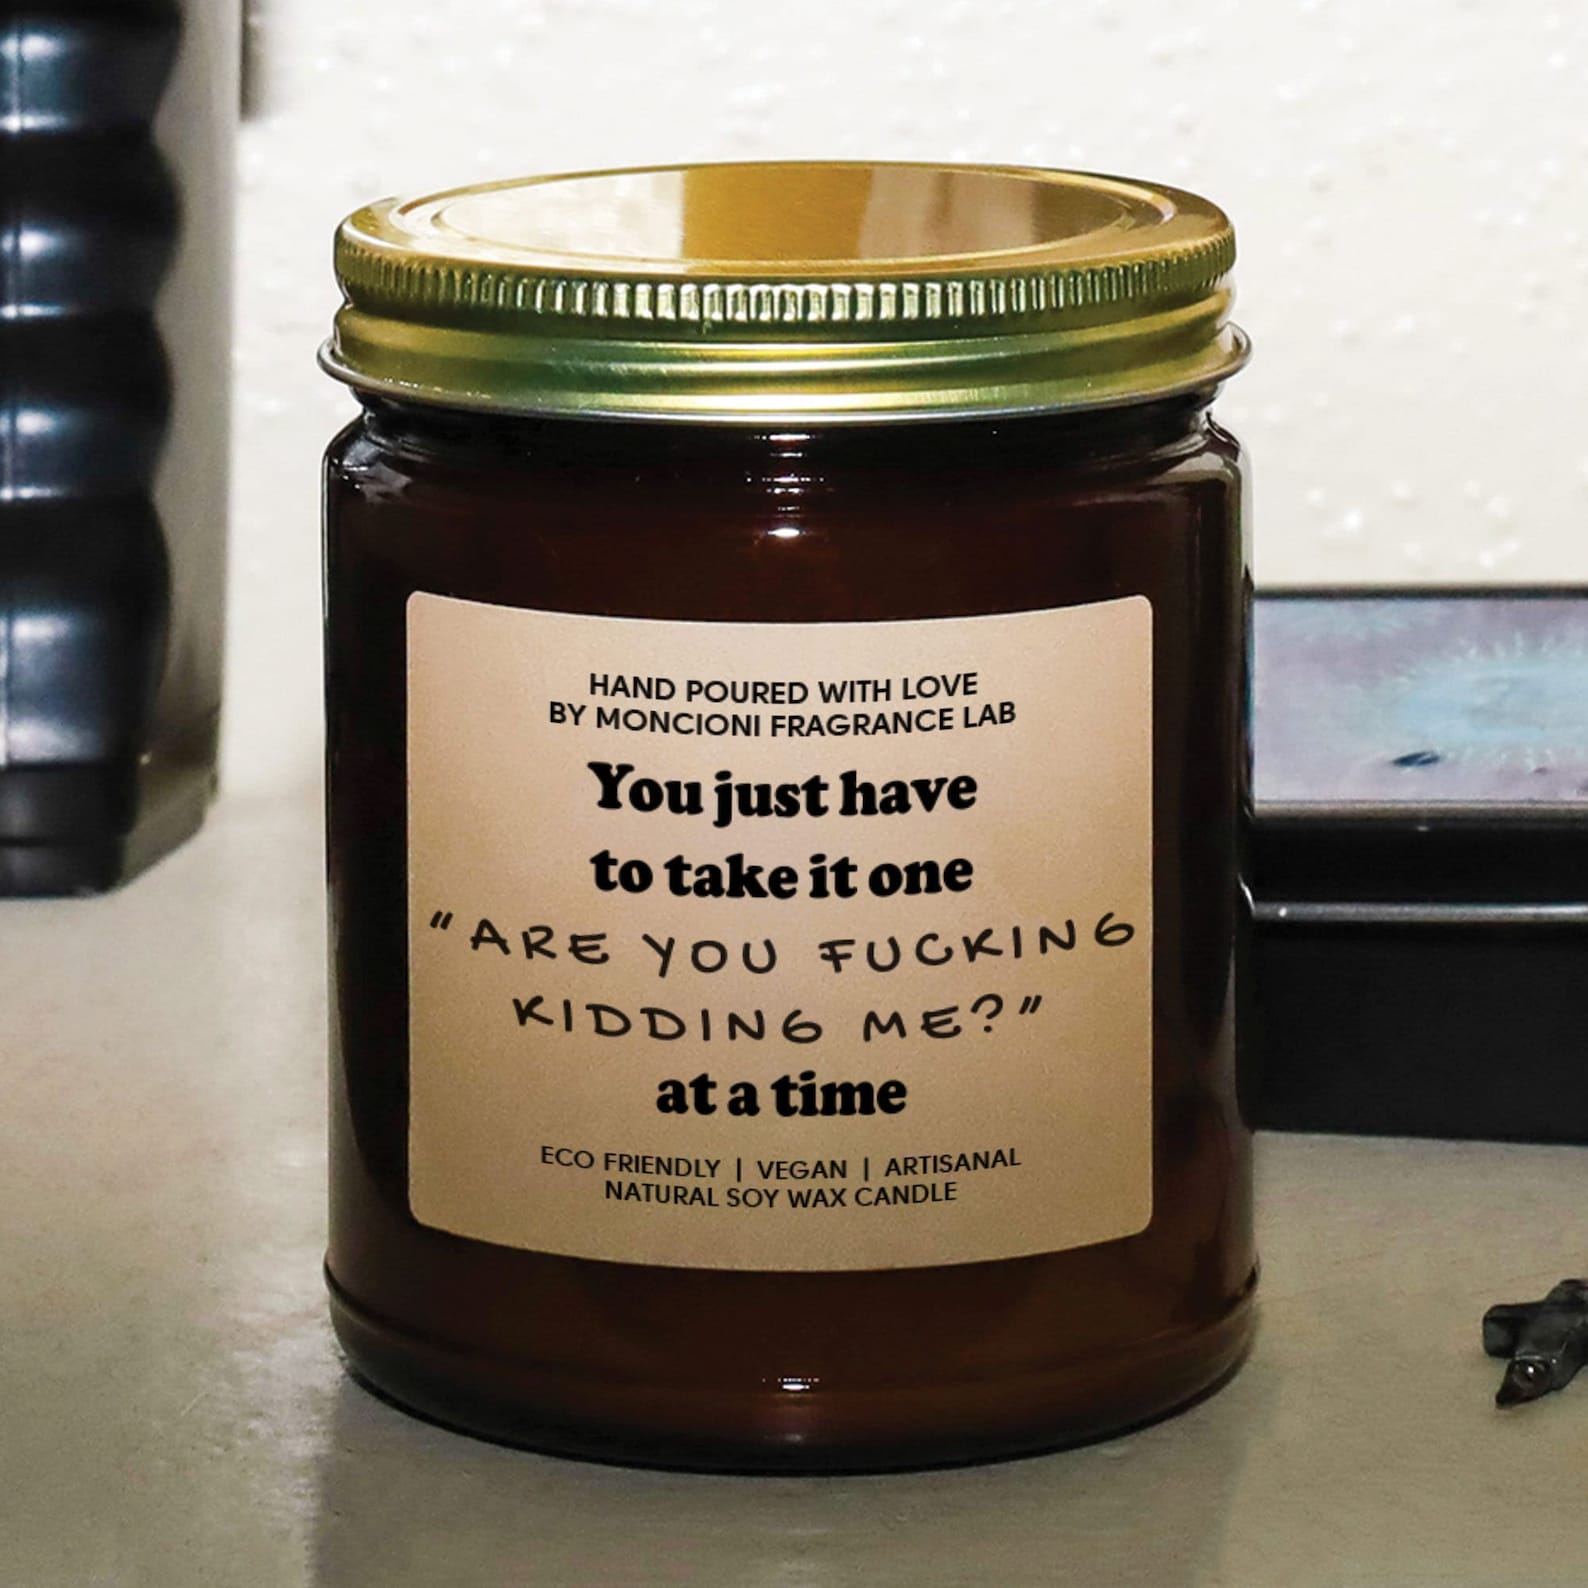 HAND POURED WITH LOVE
BY MONCIONI FRAGRANCE LAB
You just have
to take it one
"ARE YOU FUCKING
KIDDING ME?"
at a time
ECO FRIENDLY | VEGAN | ARTISANAL
NATURAL SOY WAX CANDLE